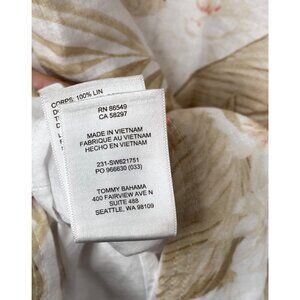 CORPS: 100% LIN
RN 86549
CA 58297
MADE IN VIETNAM
FABRIQUE AU VIETNAM
HECHO EN VIETNAM
231-SW621751
PO 966630 (033)
TOMMY BAHAMA
400 FAIRVIEW AVE N
SUITE 488
SEATTLE, WA 98109